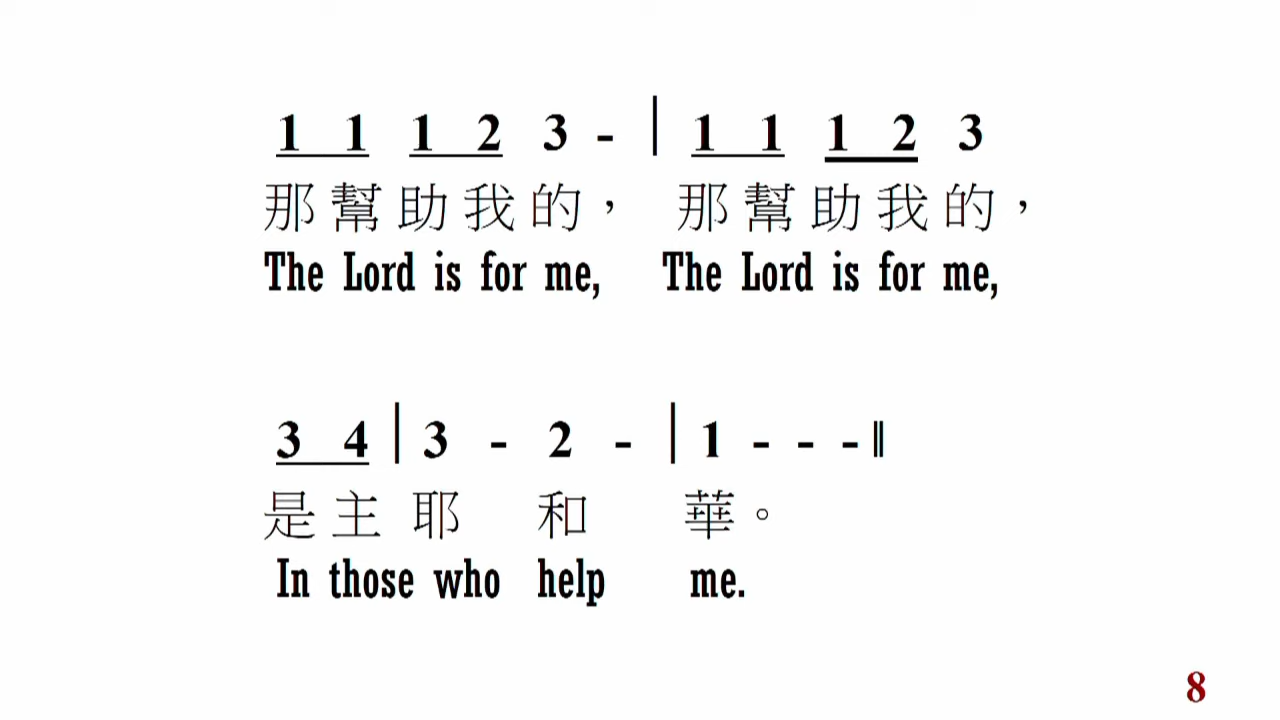 1 1 1 2 3 - | 1 1 1 2 3
那幫助我的，那幫助我的，
The Lord is for me, The Lord is for me,
3 4 | 3 - 2 - | 1 - - - ‖
是主耶和華。
In those who help me.
8